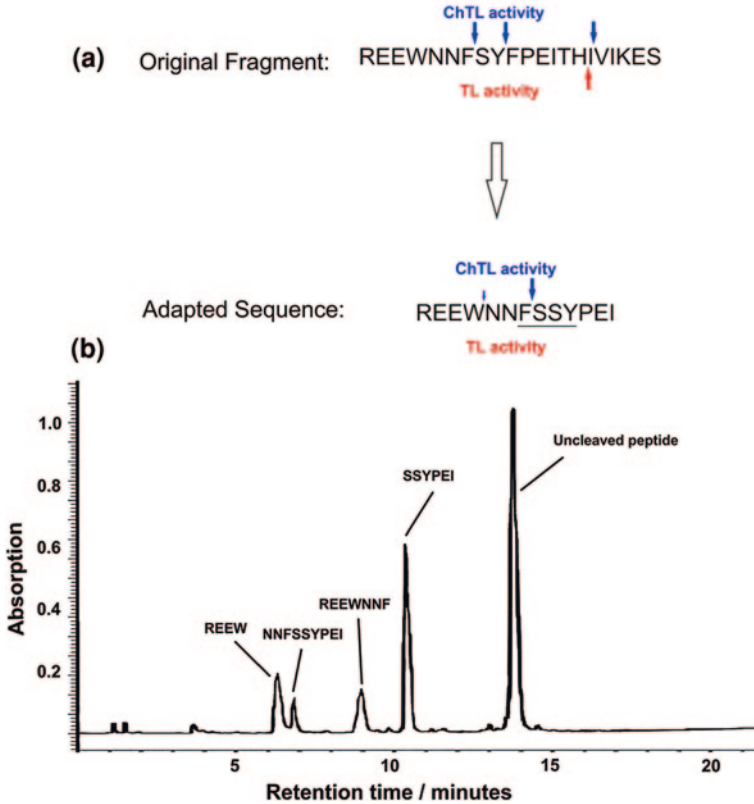 ChTL activity
(a) Original Fragment: REEWNNFSYFPEITHIVIKES
TL activity
ChTL activity
Adapted Sequence: REEWNNFSSYPEI
TL activity
(b)
Absorption
1.0
0.8
0.6
0.4
0.2
REEW
NNFSSYPEI
REEWNNF
SSYPEI
Uncleaved peptide
5
10
15
20
Retention time / minutes